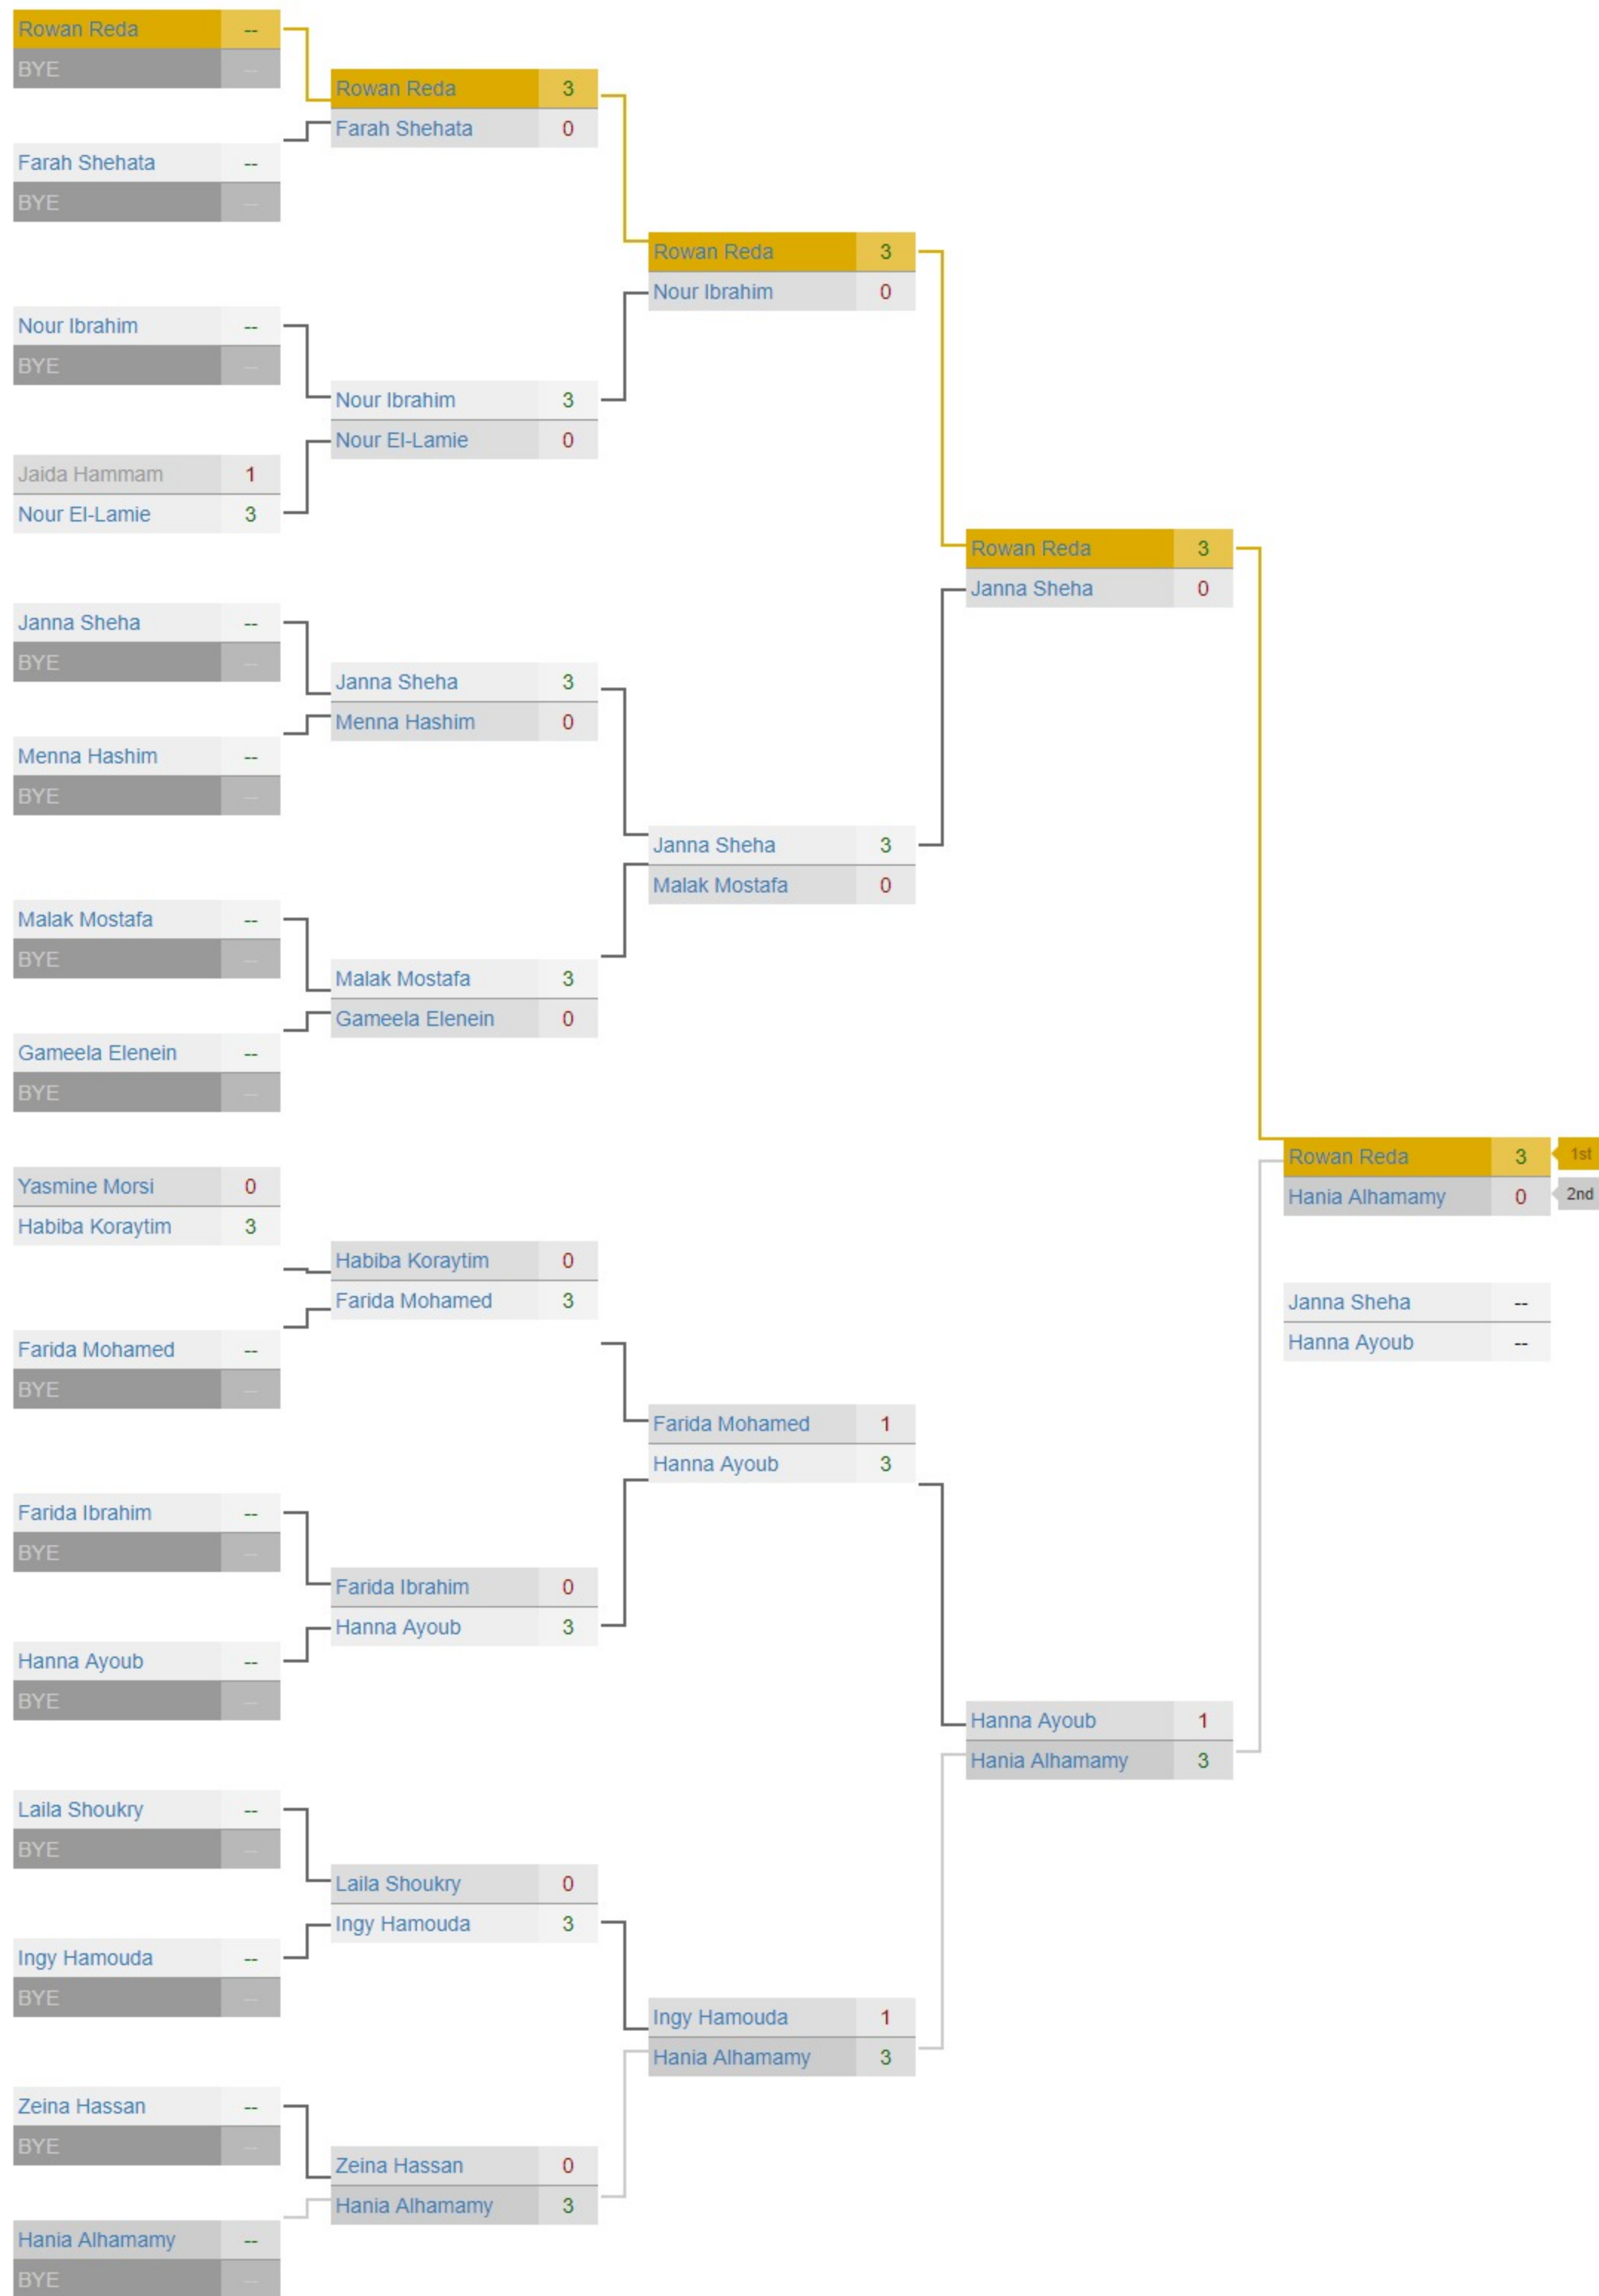 Rowan Reda --
BYE --
Farah Shehata --
BYE --
Nour Ibrahim --
BYE --
Jaida Hammam 1
Nour El-Lamie 3
Janna Sheha --
BYE --
Menna Hashim --
BYE --
Malak Mostafa --
BYE --
Gameela Elenein --
BYE --
Yasmine Morsi 0
Habiba Koraytim 3
Farida Mohamed --
BYE --
Farida Ibrahim --
BYE --
Hanna Ayoub --
BYE --
Laila Shoukry --
BYE --
Ingy Hamouda --
BYE --
Zeina Hassan --
BYE --
Hania Alhamamy --
BYE --
Rowan Reda 3
Farah Shehata 0
Nour Ibrahim 3
Nour El-Lamie 0
Janna Sheha 3
Menna Hashim 0
Malak Mostafa 3
Gameela Elenein 0
Habiba Koraytim 0
Farida Mohamed 3
Farida Ibrahim 0
Hanna Ayoub 3
Laila Shoukry 0
Ingy Hamouda 3
Zeina Hassan 0
Hania Alhamamy 3
Rowan Reda 3
Nour Ibrahim 0
Janna Sheha 3
Malak Mostafa 0
Farida Mohamed 1
Hanna Ayoub 3
Ingy Hamouda 1
Hania Alhamamy 3
Rowan Reda 3
Janna Sheha 0
Hanna Ayoub 1
Hania Alhamamy 3
Rowan Reda 3 1st
Hania Alhamamy 0 2nd
Janna Sheha --
Hanna Ayoub --